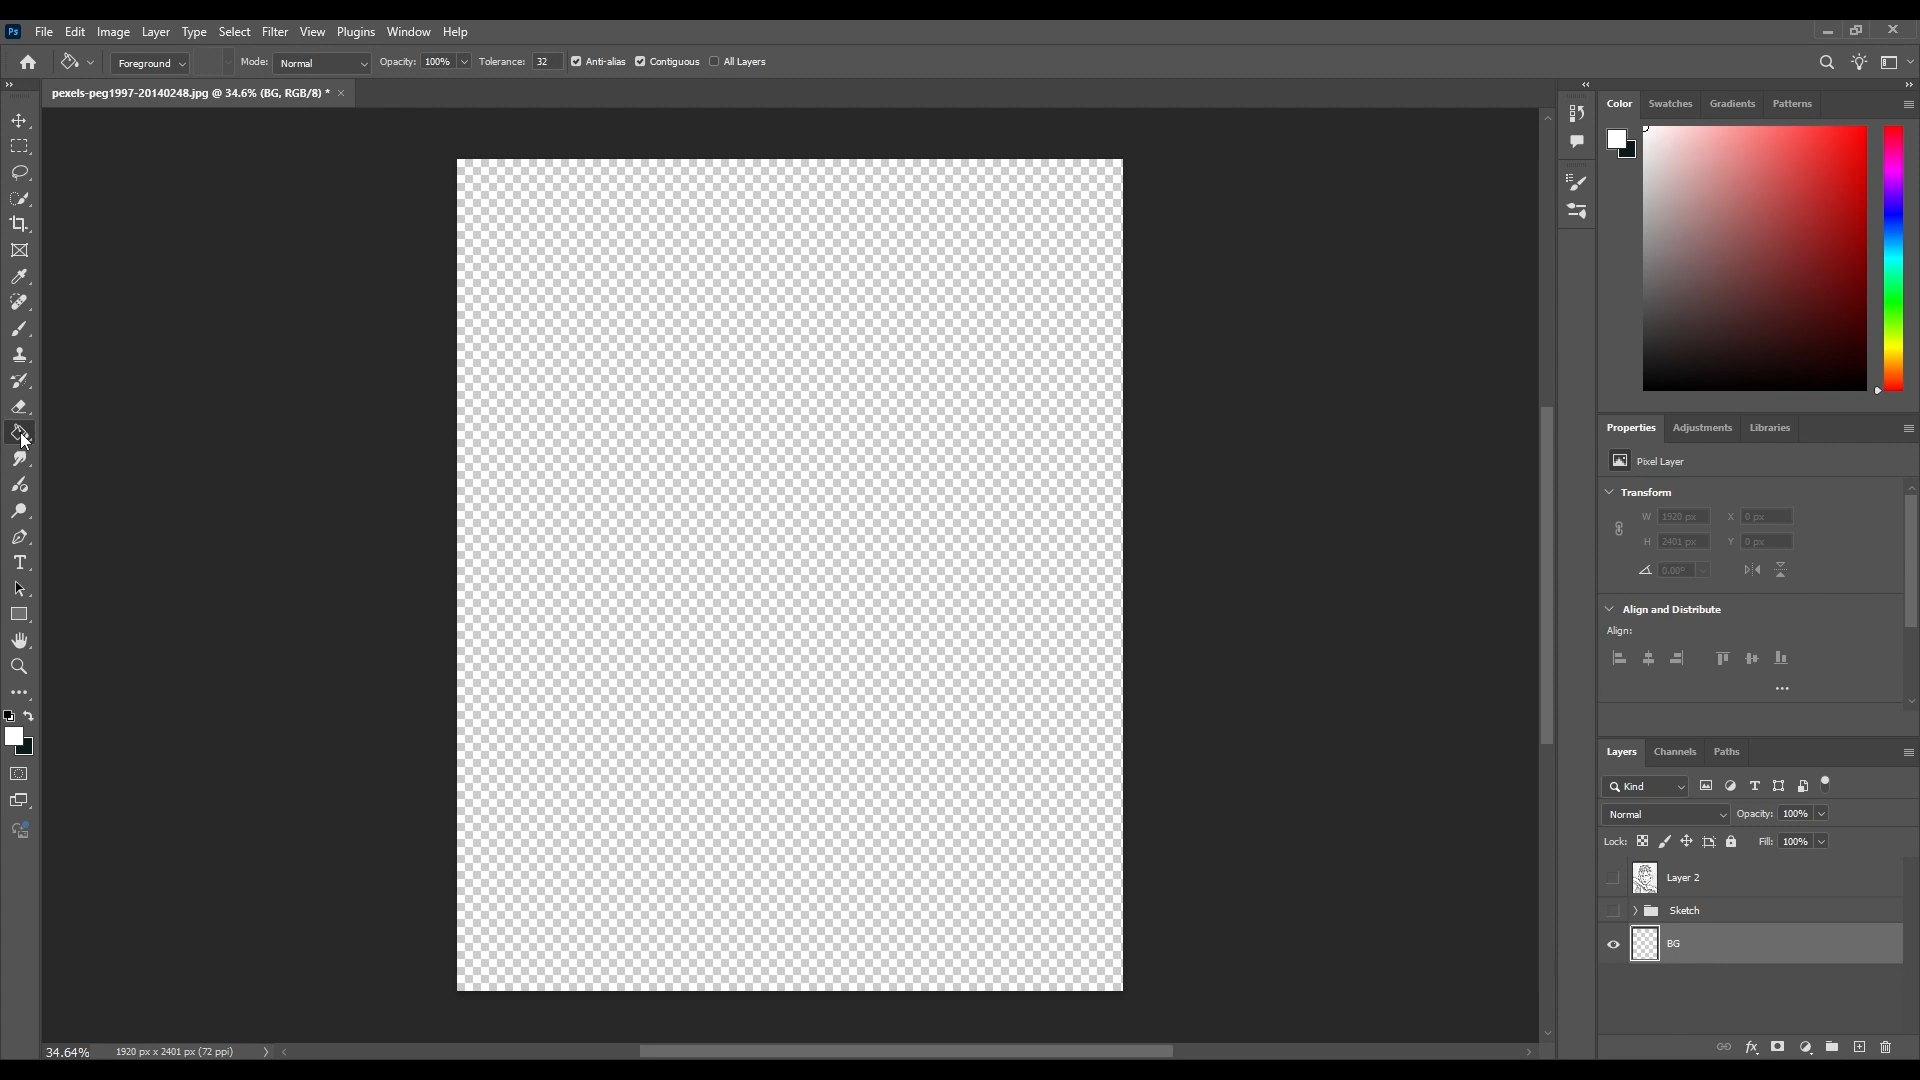 Ps File Edit Image Layer Type Select Filter View Plugins Window Help
Foreground Mode: Normal Opacity: 100% Tolerance: 32 Anti-alias Contiguous All Layers
pexels-peg1997-20140248.jpg @ 34.6% (BG, RGB/8) * ×
Color Swatches Gradients Patterns
Properties Adjustments Libraries
Pixel Layer
Transform
W 1920 px X 0 px
H 2401 px Y 0 px
0.00°
Align and Distribute
Align:
T
Layers Channels Paths
Kind
Normal Opacity: 100%
Lock: Fill: 100%
Layer 2
Sketch
BG
fx
34.64% 1920 px x 2401 px (72 ppi)